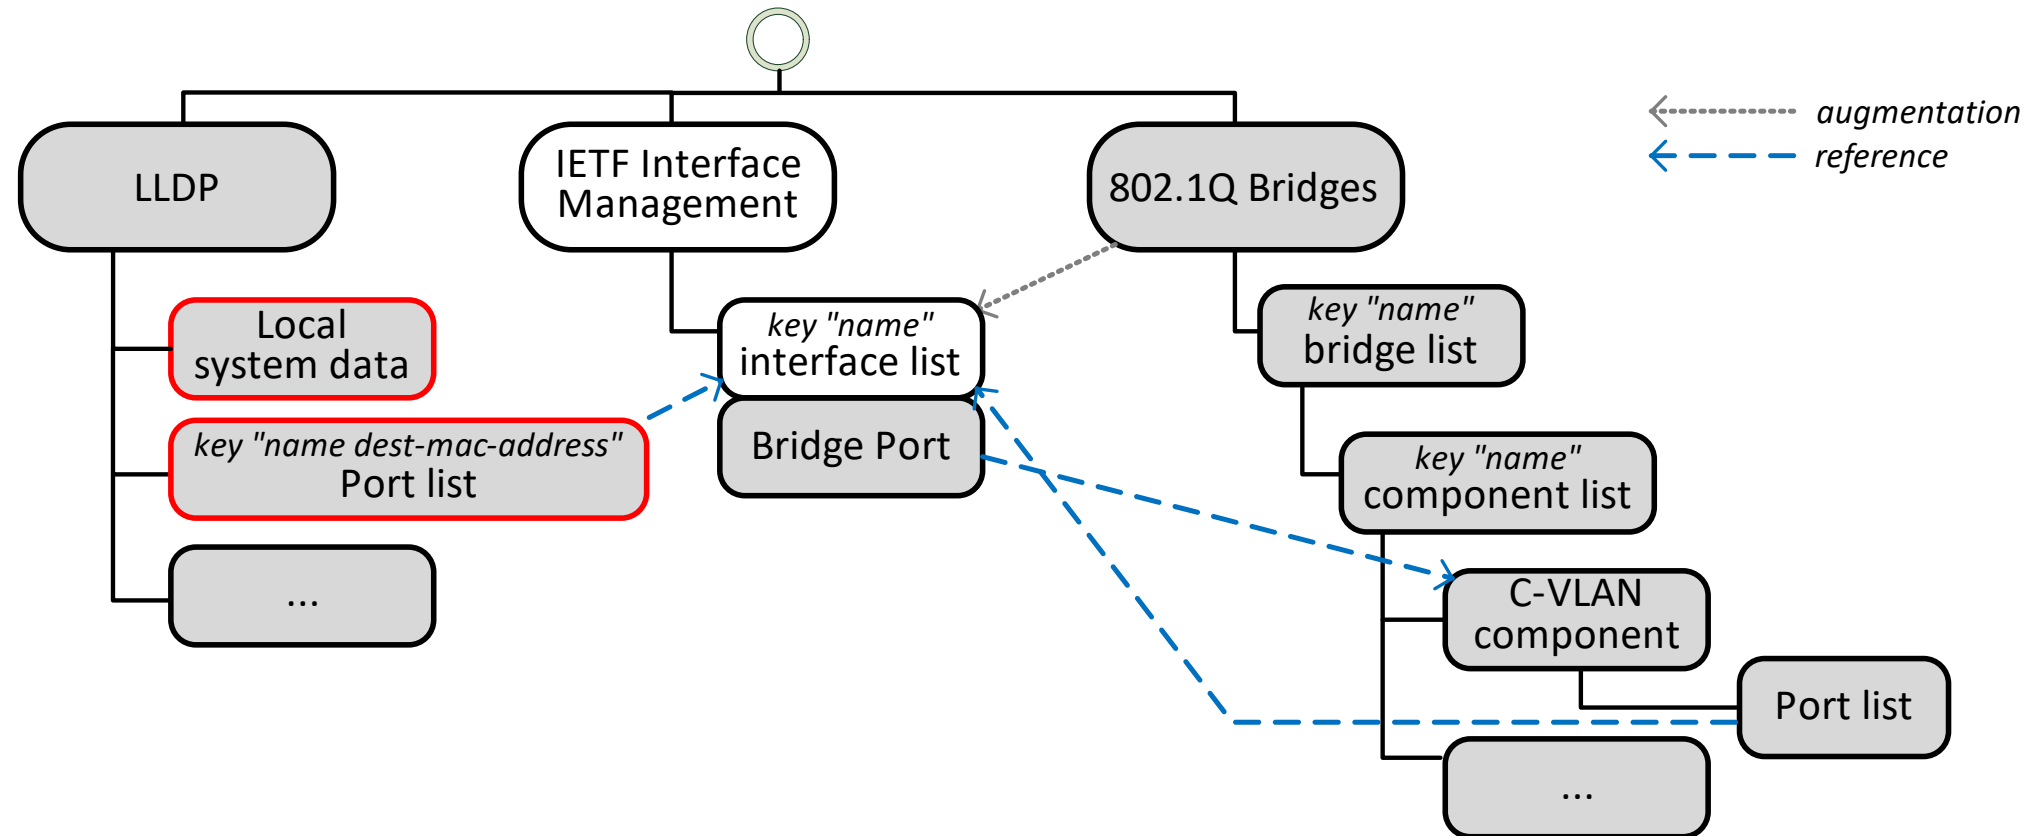 augmentation
reference
LLDP
IETF Interface
Management
802.1Q Bridges
Local
system data
key "name dest-mac-address"
Port list
...
key "name"
interface list
Bridge Port
key "name"
bridge list
key "name"
component list
C-VLAN
component
Port list
...